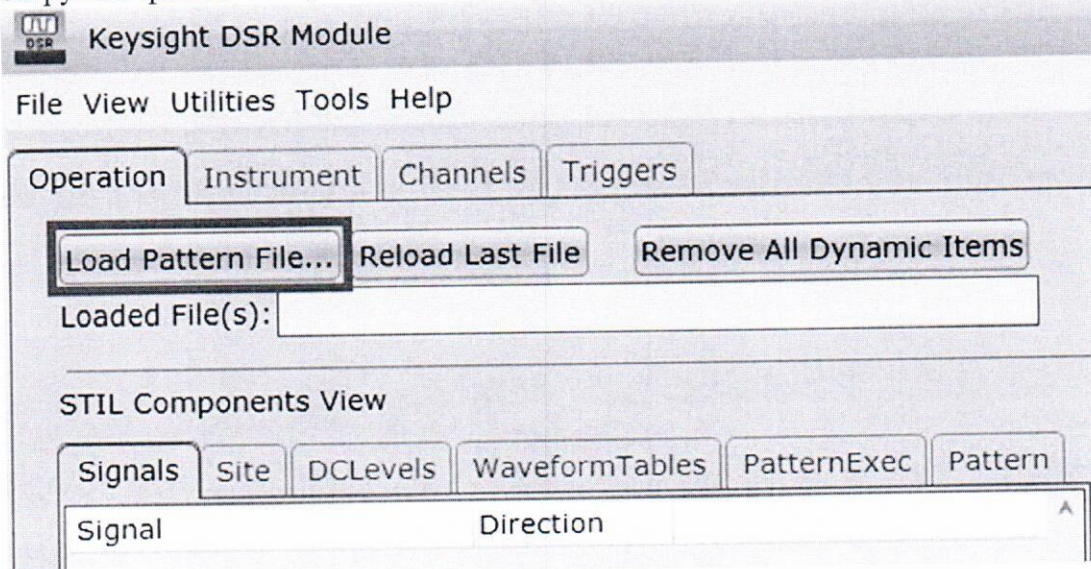 DSR
Keysight DSR Module
File View Utilities Tools Help
Operation Instrument Channels Triggers
Load Pattern File... Reload Last File Remove All Dynamic Items
Loaded File(s):
STIL Components View
Signals Site DCLevels WaveformTables PatternExec Pattern
Signal Direction